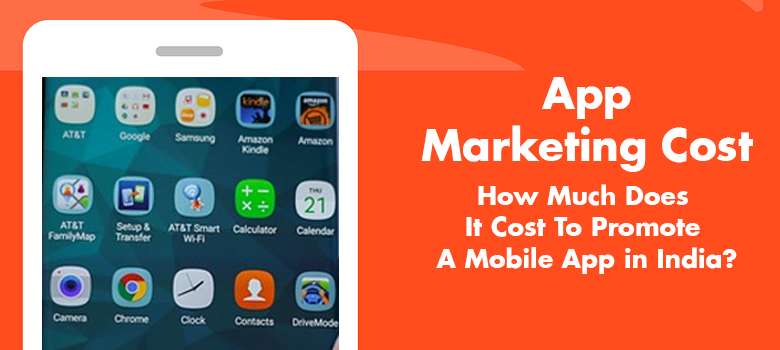 AT&T
Google
Samsung
Amazon
Kindle
Amazon
kindle
amazon
AT&T
FamilyMap
Setup &
Transfer
AT&T Smart
Wi-Fi
Calculator
THU
21
Calendar
Camera
Chrome
Clock
Contacts
DriveMode
App
Marketing Cost
How Much Does
It Cost To Promote
A Mobile App in India?